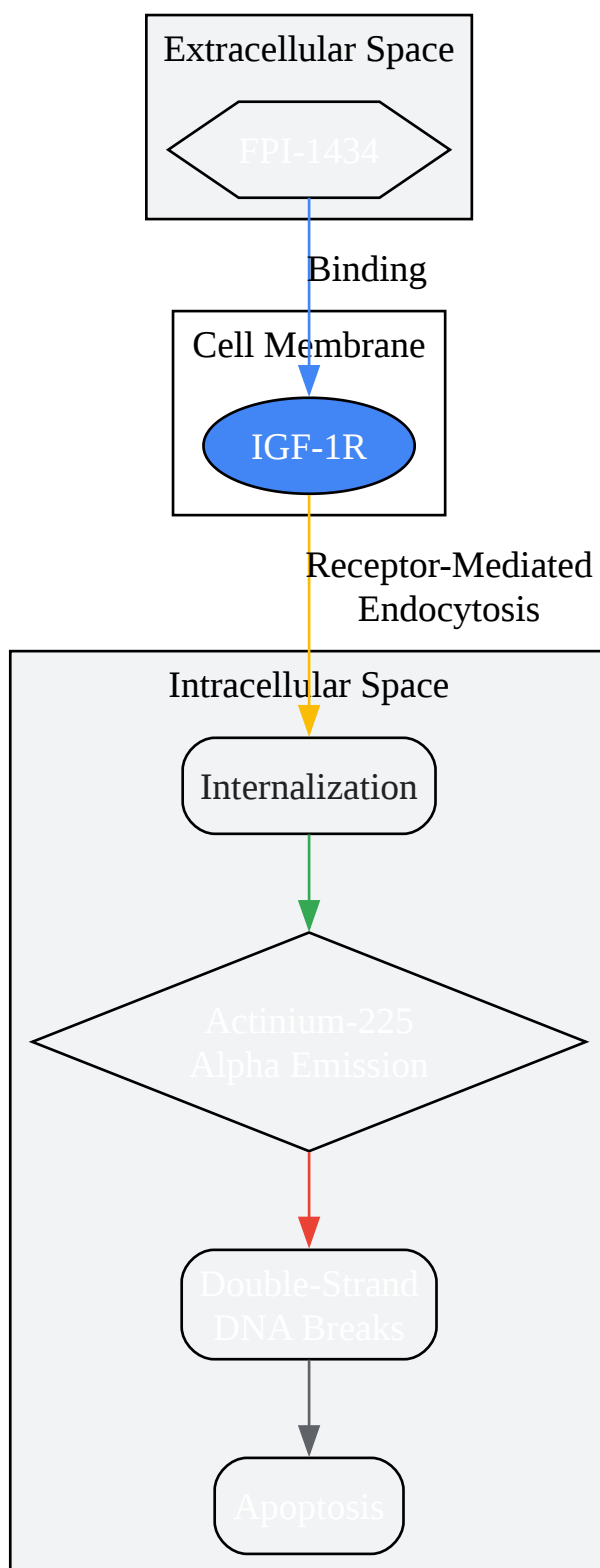 Extracellular Space
FPI-1434
Binding
Cell Membrane
IGF-1R
Receptor-Mediated
Endocytosis
Intracellular Space
Internalization
Actinium-225
Alpha Emission
Double-Strand
DNA Breaks
Apoptosis